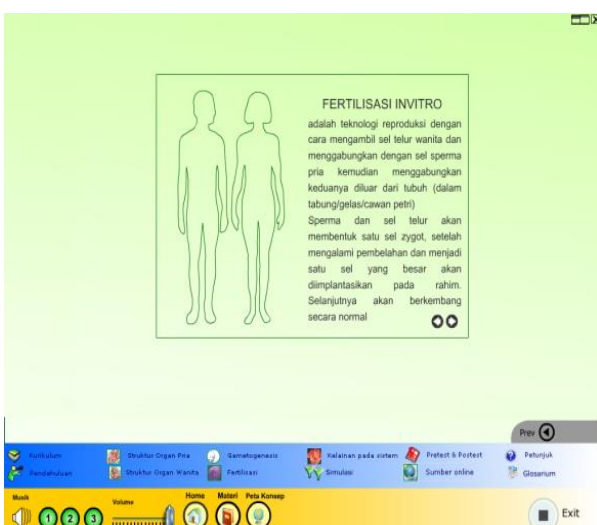 FERTILISASI INVITRO
adalah teknologi reproduksi dengan
cara mengambil sel telur wanita dan
menggabungkan dengan sel sperma
pria kemudian menggabungkan
keduanya diluar dari tubuh (dalam
tabung/gelas/cawan petri)
Sperma dan sel telur akan
membentuk satu sel zygot, setelah
mengalami pembelahan dan menjadi
satu sel yang besar akan
diimplantasikan pada rahim.
Selanjutnya akan berkembang
secara normal
Prev
Kurikulum Struktur Organ Pria Gametogenesis Kelainan pada sistem Pretest & Postest Petunjuk
Pendahuluan Struktur Organ Wanita Fertilisasi Simulasi Sumber online Glosarium
Musik Volume Home Materi Peta Konsep
1 2 3 Exit